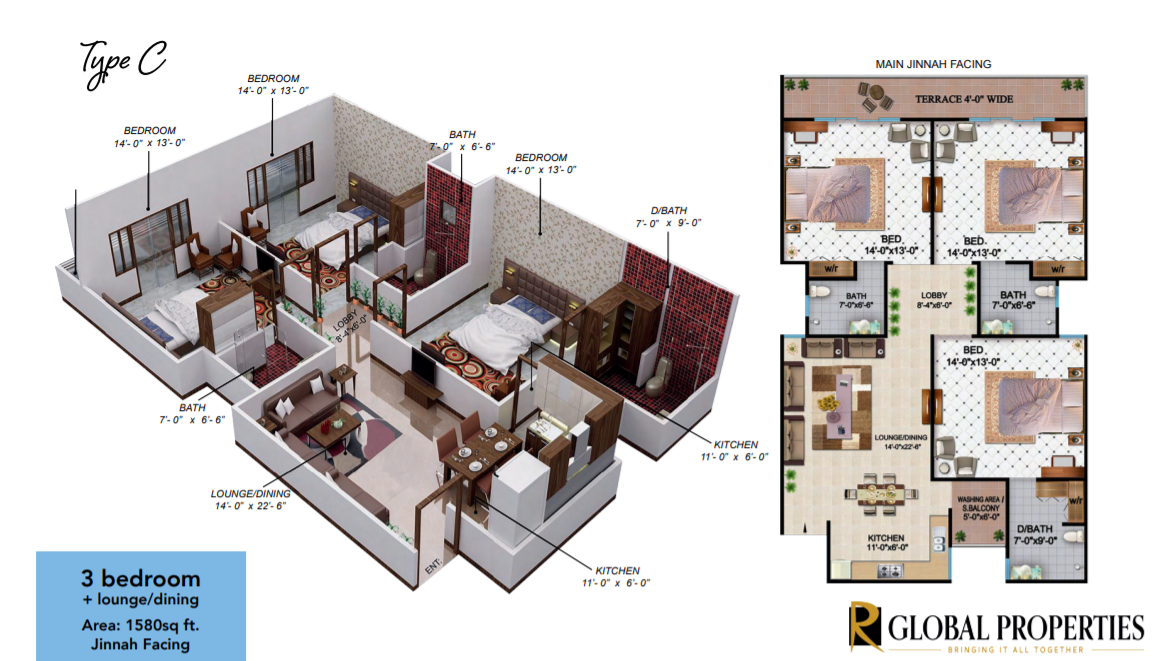 Type C
BEDROOM
14'- 0" x 13'- 0"
BEDROOM
14'- 0" x 13'- 0"
BATH
7'- 0" x 6'- 6"
BEDROOM
14'- 0" x 13'- 0"
D/BATH
7'- 0" x 9'- 0"
LOBBY
8'-4"x6'-0"
BATH
7'- 0" x 6'- 6"
LOUNGE/DINING
14'- 0" x 22'- 6"
KITCHEN
11'- 0" x 6'- 0"
KITCHEN
11'- 0" x 6'- 0"
ENT.
3 bedroom
+ lounge/dining
Area: 1580sq ft.
Jinnah Facing
MAIN JINNAH FACING
TERRACE 4'-0" WIDE
BED
14'-0"x13'-0"
BED
14'-0"x13'-0"
w/r
w/r
BATH
7'-0"x6'-6"
LOBBY
8'-4"x6'-0"
BATH
7'-0"x6'-6"
BED
14'-0"x13'-0"
LOUNGE/DINING
14'-0"x22'-6"
WASHING AREA /
S.BALCONY
5'-0"x6'-0"
w/r
D/BATH
7'-0"x9'-0"
KITCHEN
11'-0"x6'-0"
R GLOBAL PROPERTIES
BRINGING IT ALL TOGETHER